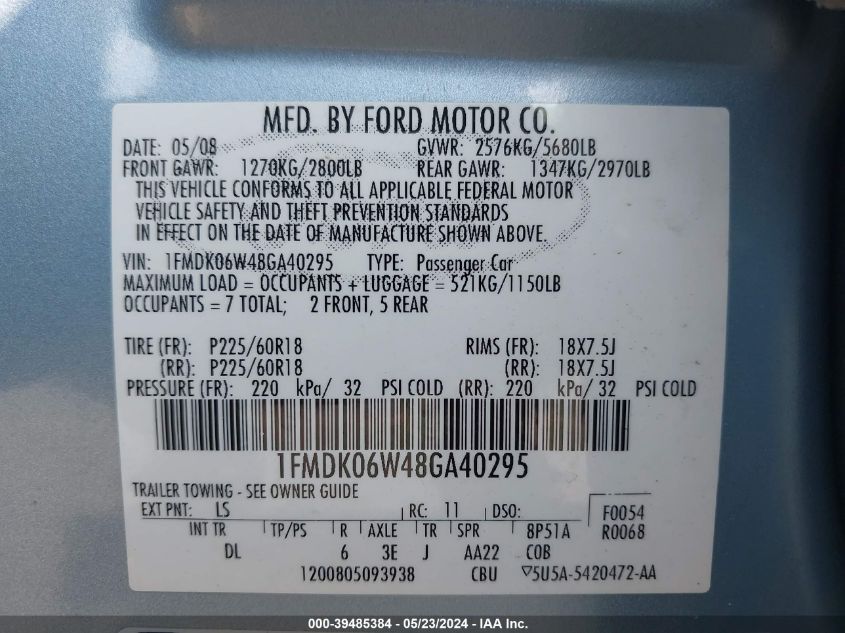 MFD. BY FORD MOTOR CO.
DATE: 05/08 GVWR: 2576KG/5680LB
FRONT GAWR: 1270KG/2800LB REAR GAWR: 1347KG/2970LB
THIS VEHICLE CONFORMS TO ALL APPLICABLE FEDERAL MOTOR
VEHICLE SAFETY AND THEFT PREVENTION STANDARDS
IN EFFECT ON THE DATE OF MANUFACTURE SHOWN ABOVE.
VIN: 1FMDK06W48GA40295 TYPE: Passenger Car
MAXIMUM LOAD = OCCUPANTS + LUGGAGE = 521KG/1150LB
OCCUPANTS = 7 TOTAL; 2 FRONT, 5 REAR
TIRE (FR): P225/60R18 RIMS (FR): 18X7.5J
(RR): P225/60R18 (RR): 18X7.5J
PRESSURE (FR): 220 kPa/ 32 PSI COLD (RR): 220 kPa/ 32 PSI COLD
1FMDK06W48GA40295
TRAILER TOWING - SEE OWNER GUIDE
EXT PNT: LS RC: 11 DSO: F0054
INT TR TP/PS R AXLE TR SPR 8P51A R0068
DL 6 3E J AA22 COB
1200805093938 CBU ▽5U5A-5420472-AA
000-39485384 - 05/23/2024 - IAA Inc.